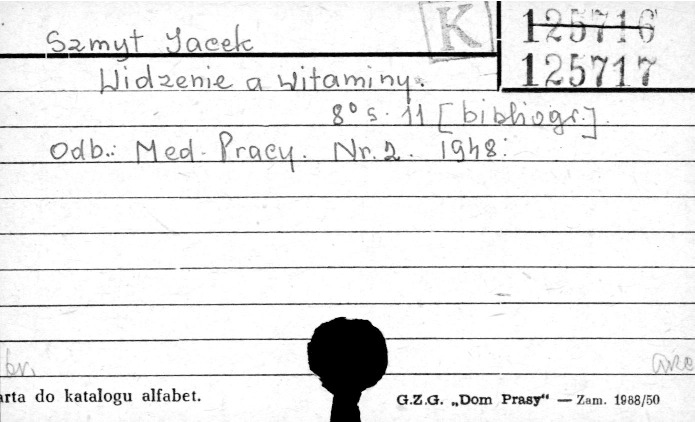 Szmyt Jacek
K
125716
125717
Widzenie a witaminy.
8° s. 11 [bibliogr.]
Odb.: Med. Pracy. Nr. 2. 1948.
br.
arta do katalogu alfabet.
G.Z.G. „Dom Prasy“ — Zam. 1988/50